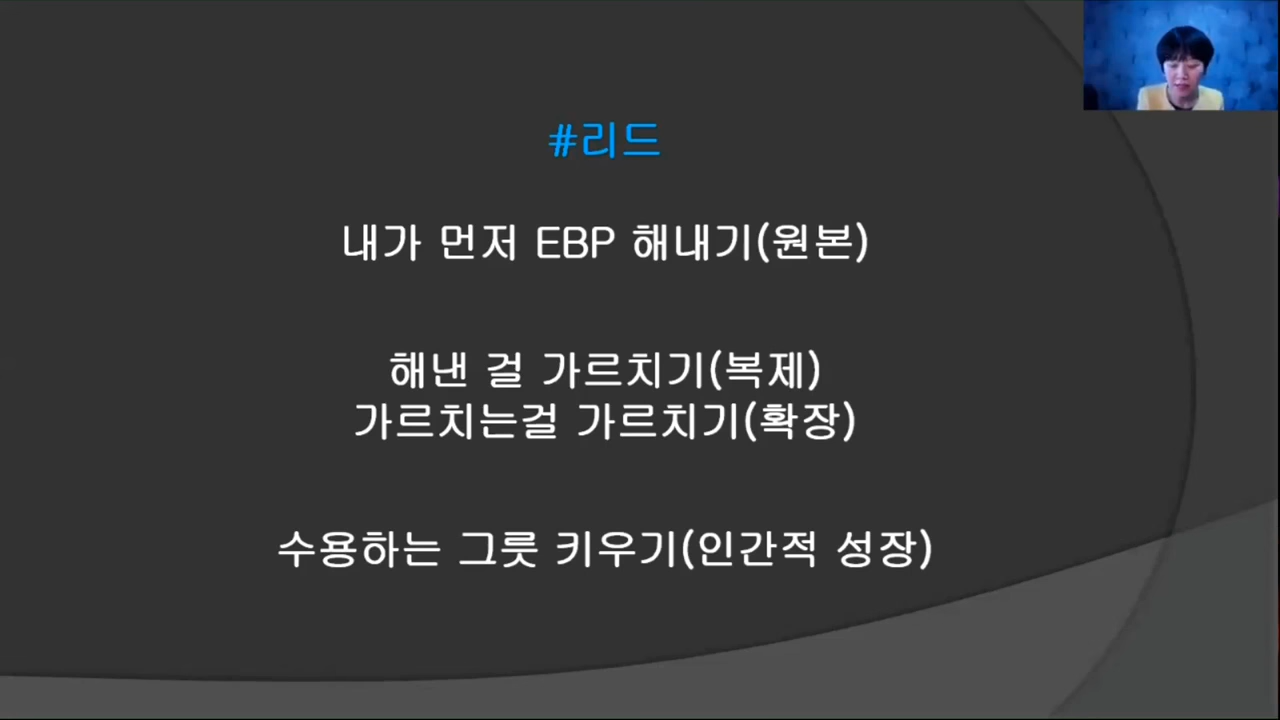 #리드
내가 먼저 EBP 해내기(원본)
해낸 걸 가르치기(복제)
가르치는걸 가르치기(확장)
수용하는 그릇 키우기(인간적 성장)